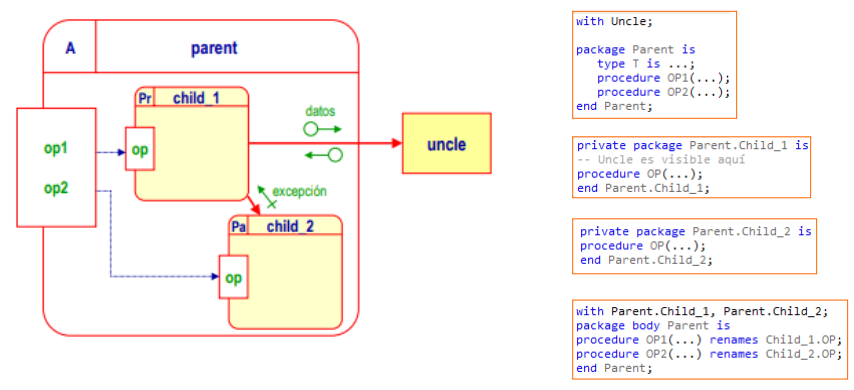 A parent
Pr child_1
op1
op2
op
datos
uncle
excepción
Pa child_2
op
with Uncle;
package Parent is
type T is ...;
procedure OP1(...);
procedure OP2(...);
end Parent;
private package Parent.Child_1 is
-- Uncle es visible aquí
procedure OP(...);
end Parent.Child_1;
private package Parent.Child_2 is
procedure OP(...);
end Parent.Child_2;
with Parent.Child_1, Parent.Child_2;
package body Parent is
procedure OP1(...) renames Child_1.OP;
procedure OP2(...) renames Child_2.OP;
end Parent;